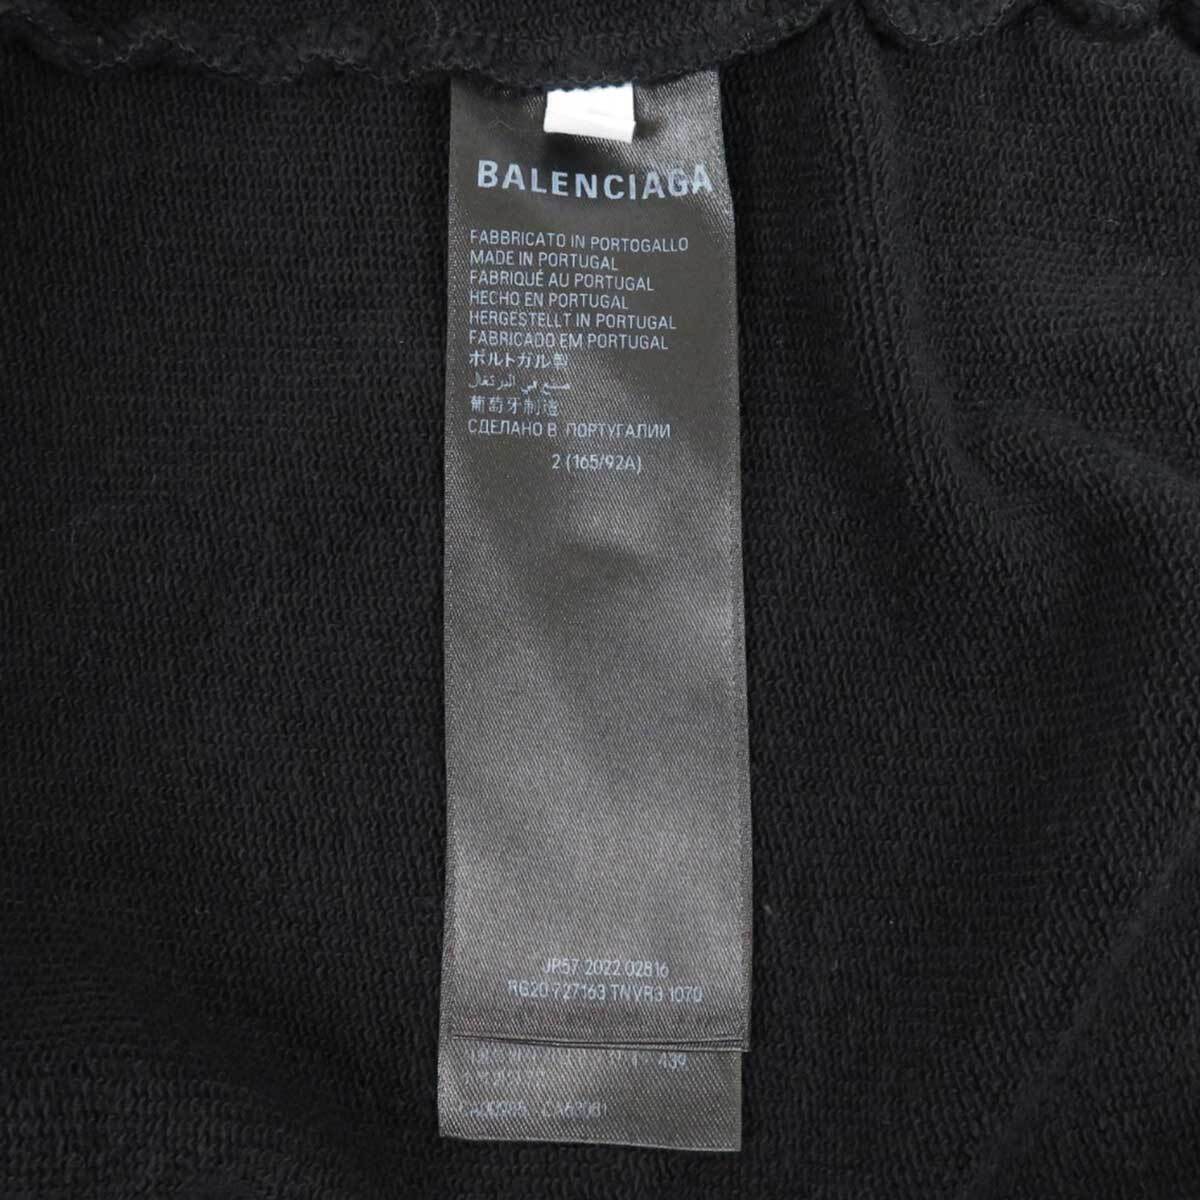 BALENCIAGA
FABBRICATO IN PORTOGALLO
MADE IN PORTUGAL
FABRIQUÉ AU PORTUGAL
HECHO EN PORTUGAL
HERGESTELLT IN PORTUGAL
FABRICADO EM PORTUGAL
ポルトガル製
صنع في البرتغال
葡萄牙制造
СДЕЛАНО В ПОРТУГАЛИИ
2 (165/92A)
JP57 2022 02816
RG20 727163 TNVR3 1070
CA63081